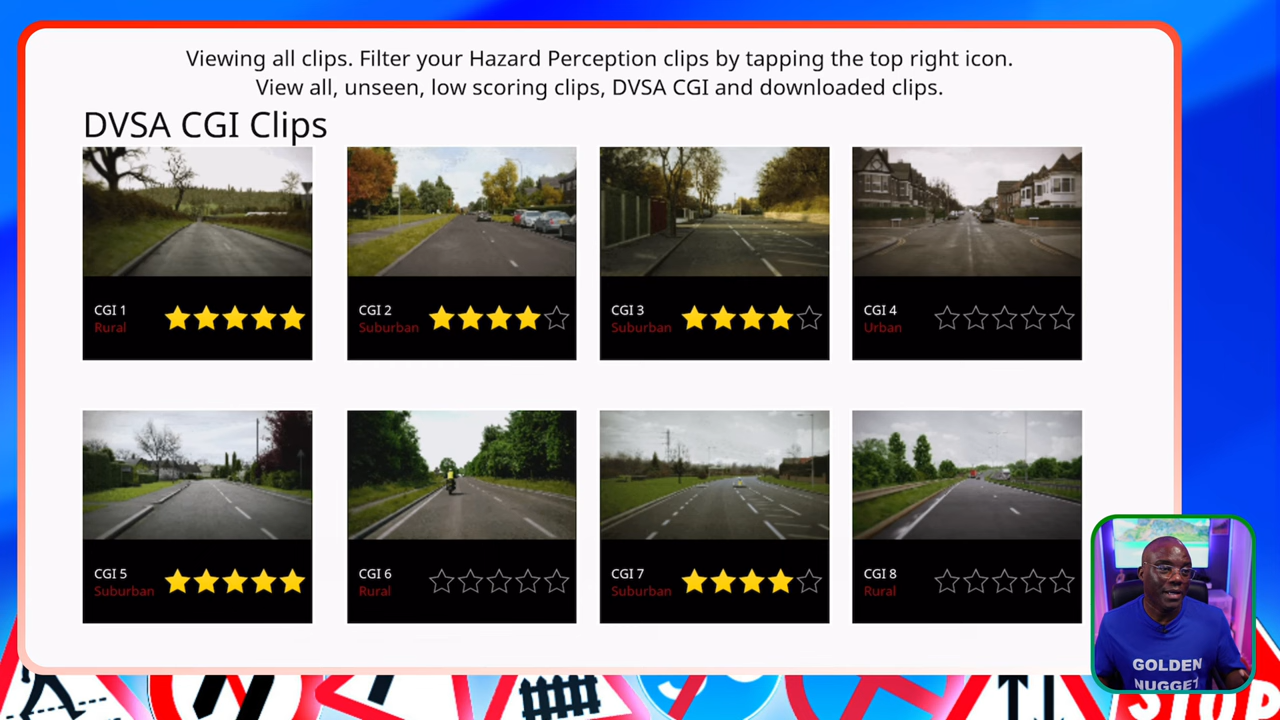 Viewing all clips. Filter your Hazard Perception clips by tapping the top right icon.
View all, unseen, low scoring clips, DVSA CGI and downloaded clips.
DVSA CGI Clips
CGI 1
Rural
CGI 2
Suburban
CGI 3
Suburban
CGI 4
Urban
CGI 5
Suburban
CGI 6
Rural
CGI 7
Suburban
CGI 8
Rural
GOLDEN
NUGGET
STOP